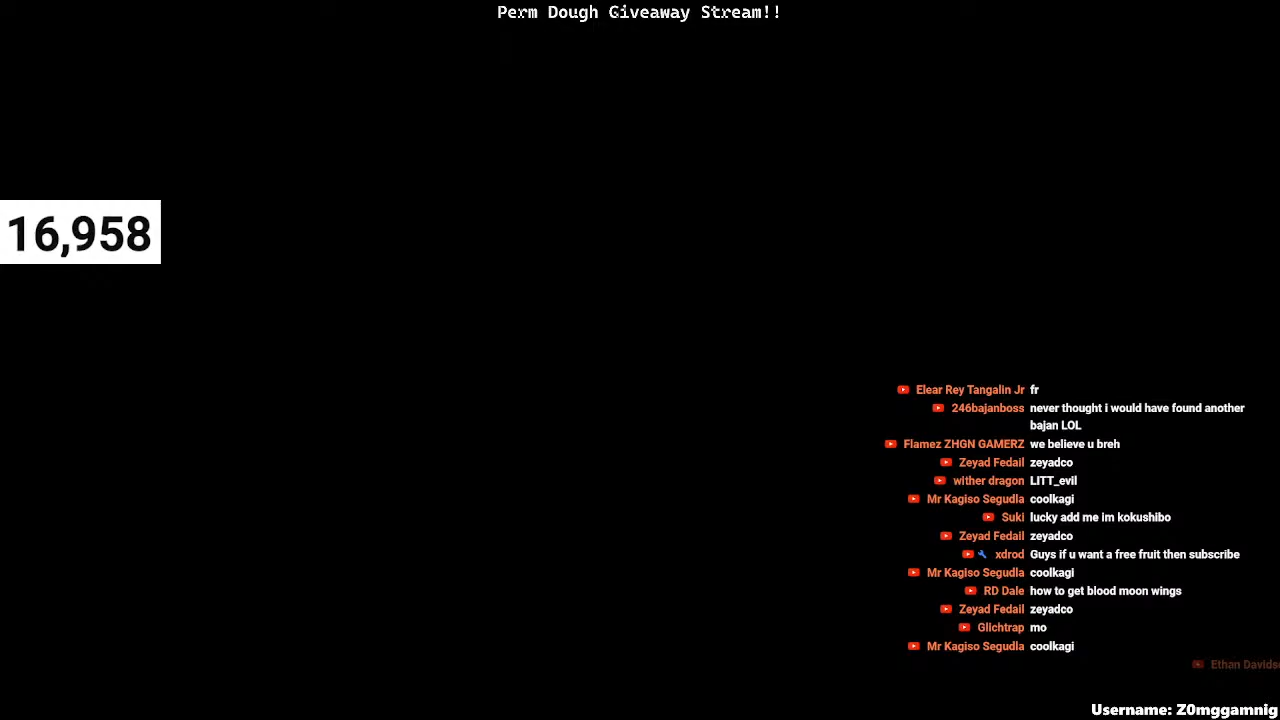 Perm Dough Giveaway Stream!!
16,958
Elear Rey Tangalin Jr fr
246bajanboss never thought i would have found another
bajan LOL
Flamez ZHGN GAMERZ we believe u breh
Zeyad Fedail zeyadco
wither dragon LITT_evil
Mr Kagiso Segudla coolkagi
Suki lucky add me im kokushibo
Zeyad Fedail zeyadco
xdrod Guys if u want a free fruit then subscribe
Mr Kagiso Segudla coolkagi
RD Dale how to get blood moon wings
Zeyad Fedail zeyadco
Glichtrap mo
Mr Kagiso Segudla coolkagi
Ethan Davids
Username: Z0mggamnig